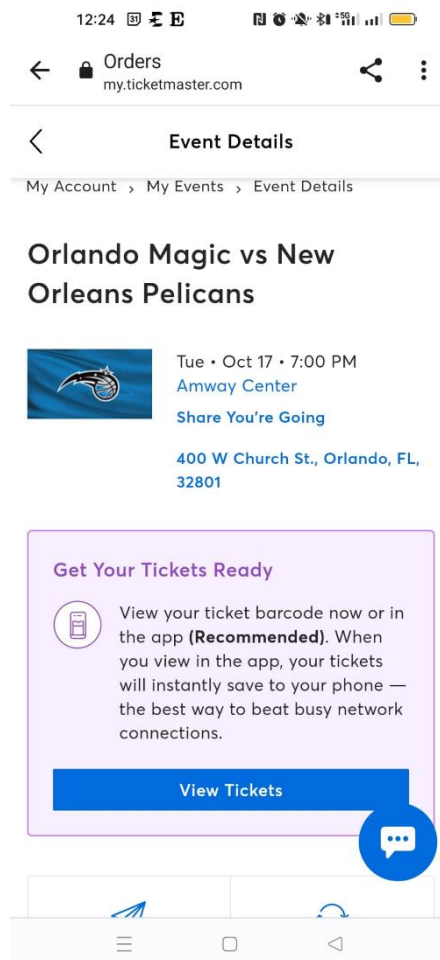 12:24 31 E
5G
Orders
my.ticketmaster.com
Event Details
My Account > My Events > Event Details
Orlando Magic vs New
Orleans Pelicans
Tue • Oct 17 • 7:00 PM
Amway Center
Share You're Going
400 W Church St., Orlando, FL,
32801
Get Your Tickets Ready
View your ticket barcode now or in
the app (Recommended). When
you view in the app, your tickets
will instantly save to your phone —
the best way to beat busy network
connections.
View Tickets